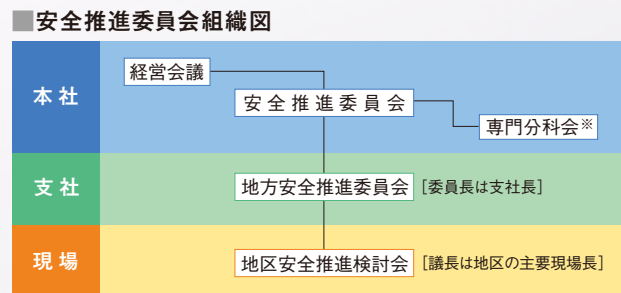 ■安全推進委員会組織図
本社
経営会議
安全推進委員会
専門分科会※
支社
地方安全推進委員会 [委員長は支社長]
現場
地区安全推進検討会 [議長は地区の主要現場長]